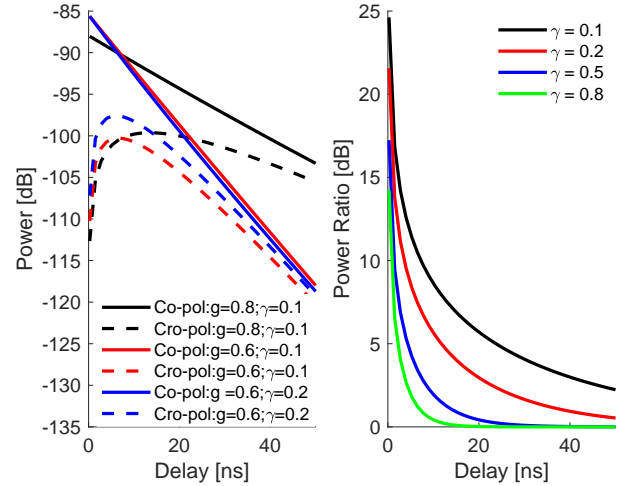 -85
-90
-95
-100
-105
-110
-115
-120
-125
-130
-135
Power [dB]
0 20 40
Delay [ns]
Co-pol:g=0.8;γ=0.1
Cro-pol:g=0.8;γ=0.1
Co-pol:g=0.6;γ=0.1
Cro-pol:g=0.6;γ=0.1
Co-pol:g =0.6;γ=0.2
Cro-pol:g=0.6;γ=0.2
25
20
15
10
5
0
Power Ratio [dB]
0 20 40
Delay [ns]
γ = 0.1
γ = 0.2
γ = 0.5
γ = 0.8